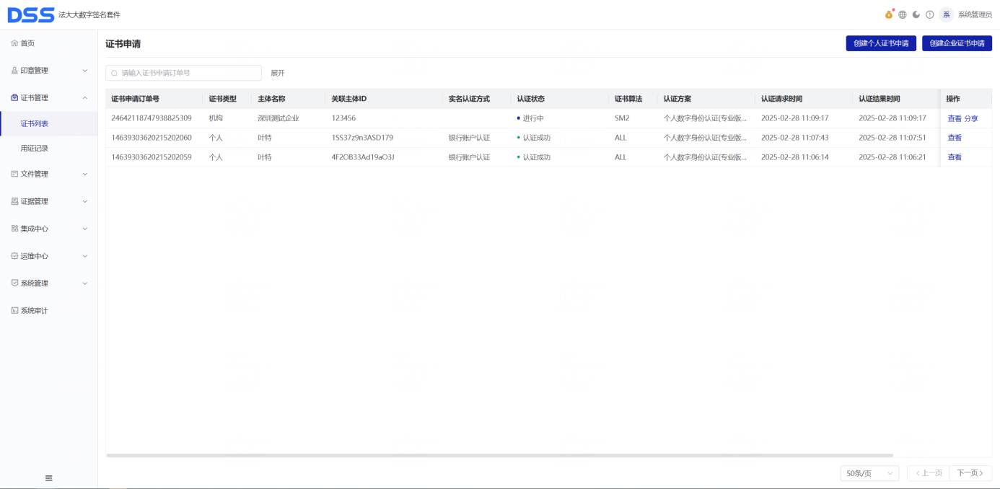 DSS 法大大数字签名套件 系 系统管理员
首页
印章管理
证书管理
证书列表
用证记录
文件管理
证据管理
集成中心
运维中心
系统管理
系统审计
证书申请 创建个人证书申请 创建企业证书申请
请输入证书申请订单号 展开
证书申请订单号 证书类型 主体名称 关联主体ID 实名认证方式 认证状态 证书算法 认证方案 认证请求时间 认证结果时间 操作
24642118747938825309 机构 深圳测试企业 123456 进行中 SM2 个人数字身份认证(专业版... 2025-02-28 11:09:17 2025-02-28 11:09:17 查看 分享
14639303620215202060 个人 叶特 1SS37z9n3ASD179 银行账户认证 认证成功 ALL 个人数字身份认证(专业版... 2025-02-28 11:07:43 2025-02-28 11:07:51 查看
14639303620215202059 个人 叶特 4F2OB33Ad19aO3J 银行账户认证 认证成功 ALL 个人数字身份认证(专业版... 2025-02-28 11:06:14 2025-02-28 11:06:21 查看
50条/页 上一页 下一页